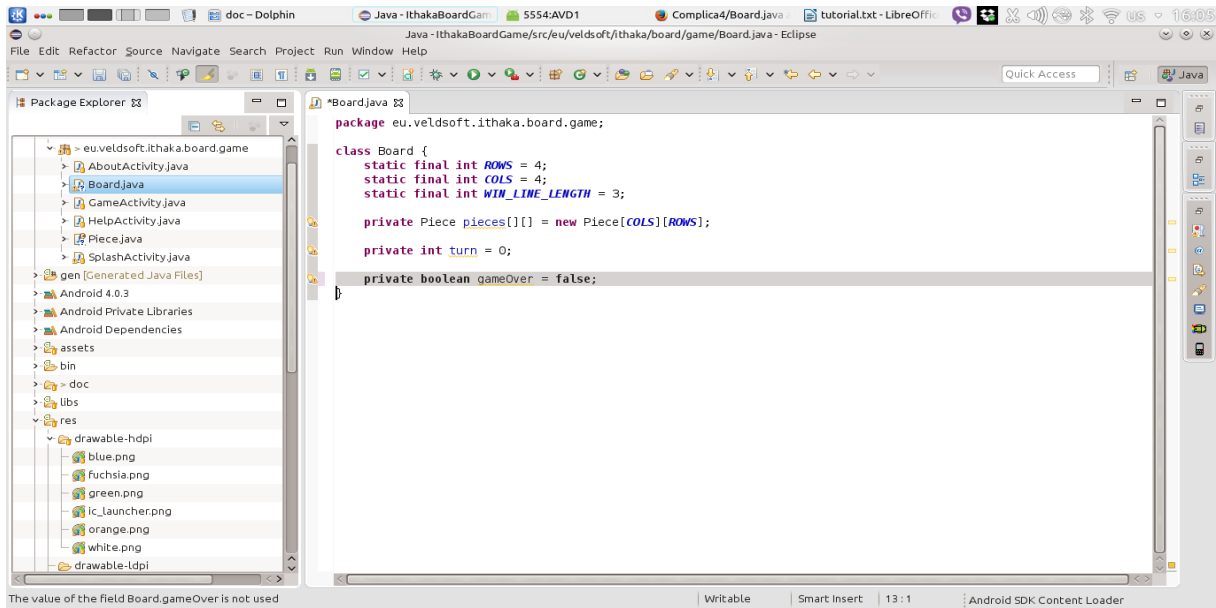 doc – Dolphin
Java - IthakaBoardGam
5554:AVD1
Complica4/Board.java
tutorial.txt - LibreOffic
US
16:05
Java - IthakaBoardGame/src/eu/veldsoft/ithaka/board/game/Board.java - Eclipse
File Edit Refactor Source Navigate Search Project Run Window Help
Quick Access
Java
Package Explorer
*Board.java
> eu.veldsoft.ithaka.board.game
AboutActivity.java
Board.java
GameActivity.java
HelpActivity.java
Piece.java
SplashActivity.java
gen [Generated Java Files]
Android 4.0.3
Android Private Libraries
Android Dependencies
assets
bin
> doc
libs
res
drawable-hdpi
blue.png
fuchsia.png
green.png
ic_launcher.png
orange.png
white.png
drawable-ldpi
package eu.veldsoft.ithaka.board.game;
class Board {
static final int ROWS = 4;
static final int COLS = 4;
static final int WIN_LINE_LENGTH = 3;
private Piece pieces[][] = new Piece[COLS][ROWS];
private int turn = 0;
private boolean gameOver = false;
}
The value of the field Board.gameOver is not used
Writable
Smart Insert
13 : 1
Android SDK Content Loader